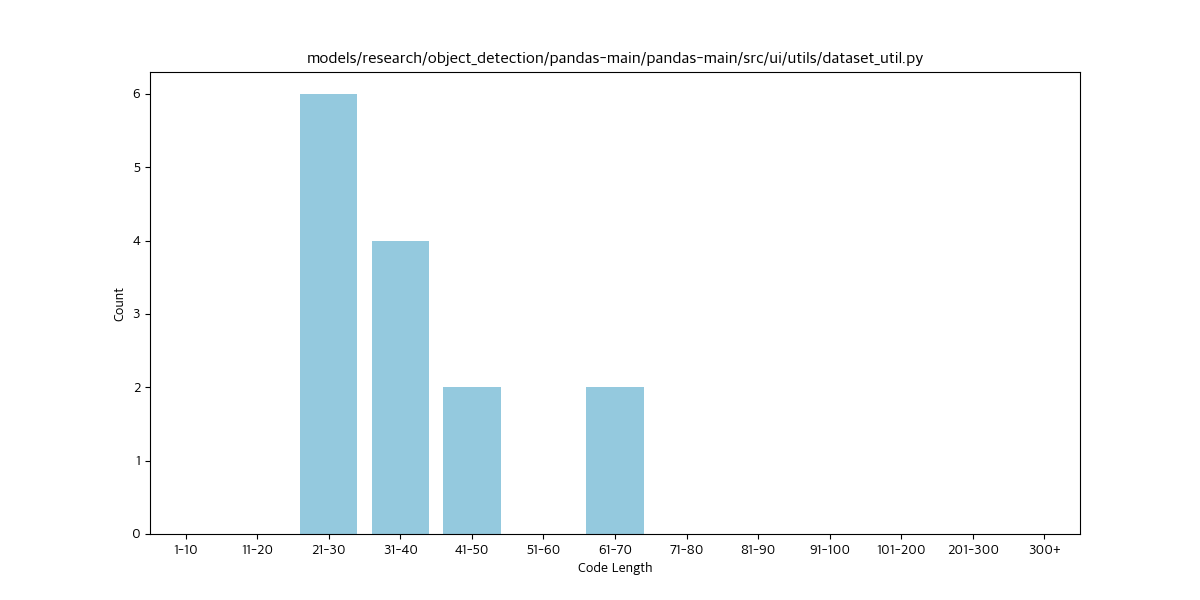 models/research/object_detection/pandas-main/pandas-main/src/ui/utils/dataset_util.py
6
5
4
3
2
1
0
Count
1-10 11-20 21-30 31-40 41-50 51-60 61-70 71-80 81-90 91-100 101-200 201-300 300+
Code Length